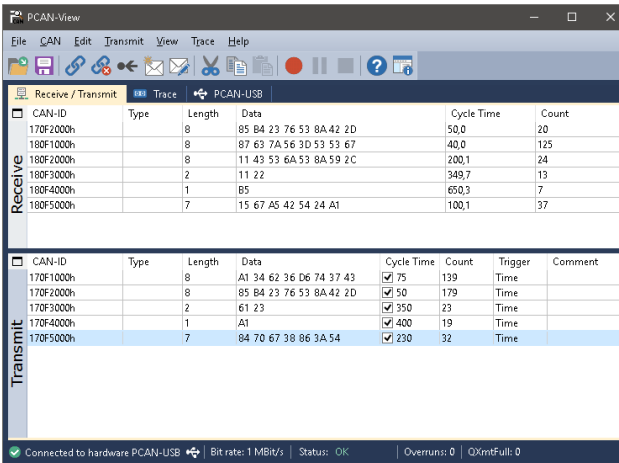 CAN PCAN-View
File CAN Edit Transmit View Trace Help
Receive / Transmit Trace PCAN-USB
CAN-ID Type Length Data Cycle Time Count
170F2000h 8 85 B4 23 76 53 8A 42 2D 50,0 20
180F1000h 8 87 63 7A 56 3D 53 53 67 40,0 125
180F2000h 8 11 43 53 6A 53 8A 59 2C 200,1 24
180F3000h 2 11 22 349,7 13
180F4000h 1 B5 650,3 7
180F5000h 7 15 67 A5 42 54 24 A1 100,1 37
Receive
CAN-ID Type Length Data Cycle Time Count Trigger Comment
170F1000h 8 A1 34 62 36 D6 74 37 43 75 139 Time
170F2000h 8 85 B4 23 76 53 8A 42 2D 50 179 Time
170F3000h 2 61 23 350 23 Time
170F4000h 1 A1 400 19 Time
170F5000h 7 84 70 67 38 86 3A 54 230 32 Time
Transmit
Connected to hardware PCAN-USB Bit rate: 1 MBit/s Status: OK Overruns: 0 QXmtFull: 0